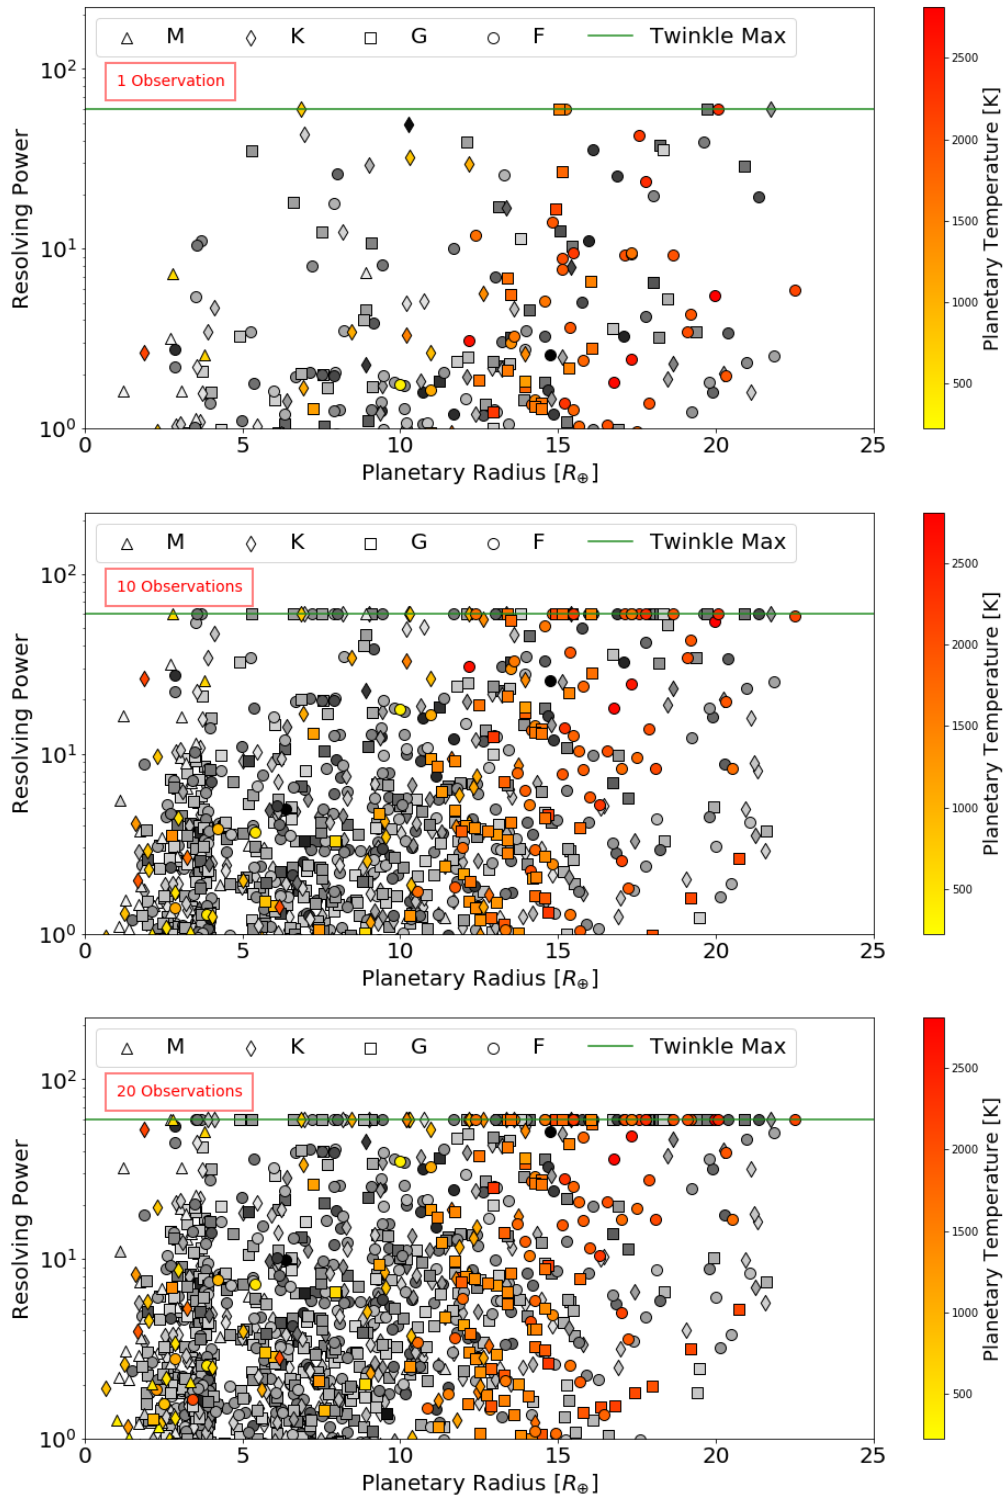 M K G F Twinkle Max
1 Observation
10²
10¹
10⁰
Resolving Power
0 5 10 15 20 25
Planetary Radius [R⊕]
2500
2000
1500
1000
500
Planetary Temperature [K]
M K G F Twinkle Max
10 Observations
10²
10¹
10⁰
Resolving Power
0 5 10 15 20 25
Planetary Radius [R⊕]
2500
2000
1500
1000
500
Planetary Temperature [K]
M K G F Twinkle Max
20 Observations
10²
10¹
10⁰
Resolving Power
0 5 10 15 20 25
Planetary Radius [R⊕]
2500
2000
1500
1000
500
Planetary Temperature [K]